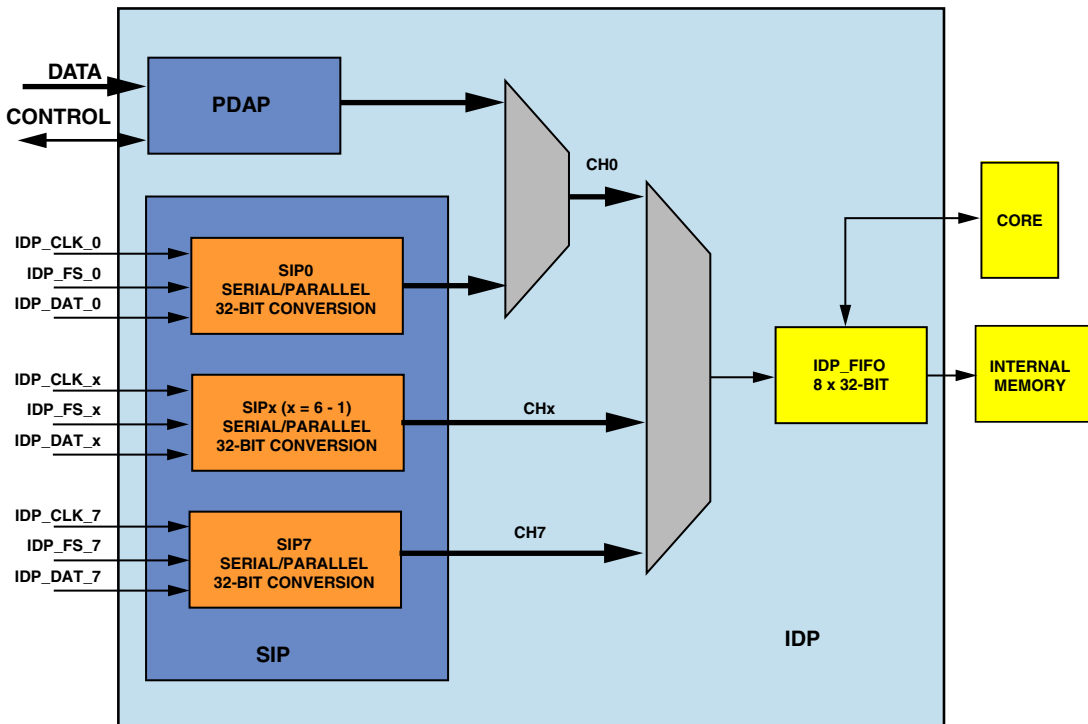 DATA
PDAP
CONTROL
CH0
CORE
IDP_CLK_0
IDP_FS_0
IDP_DAT_0
SIP0
SERIAL/PARALLEL
32-BIT CONVERSION
IDP_FIFO
8 x 32-BIT
INTERNAL
MEMORY
IDP_CLK_x
IDP_FS_x
IDP_DAT_x
SIPx (x = 6 - 1)
SERIAL/PARALLEL
32-BIT CONVERSION
CHx
IDP_CLK_7
IDP_FS_7
IDP_DAT_7
SIP7
SERIAL/PARALLEL
32-BIT CONVERSION
CH7
SIP
IDP